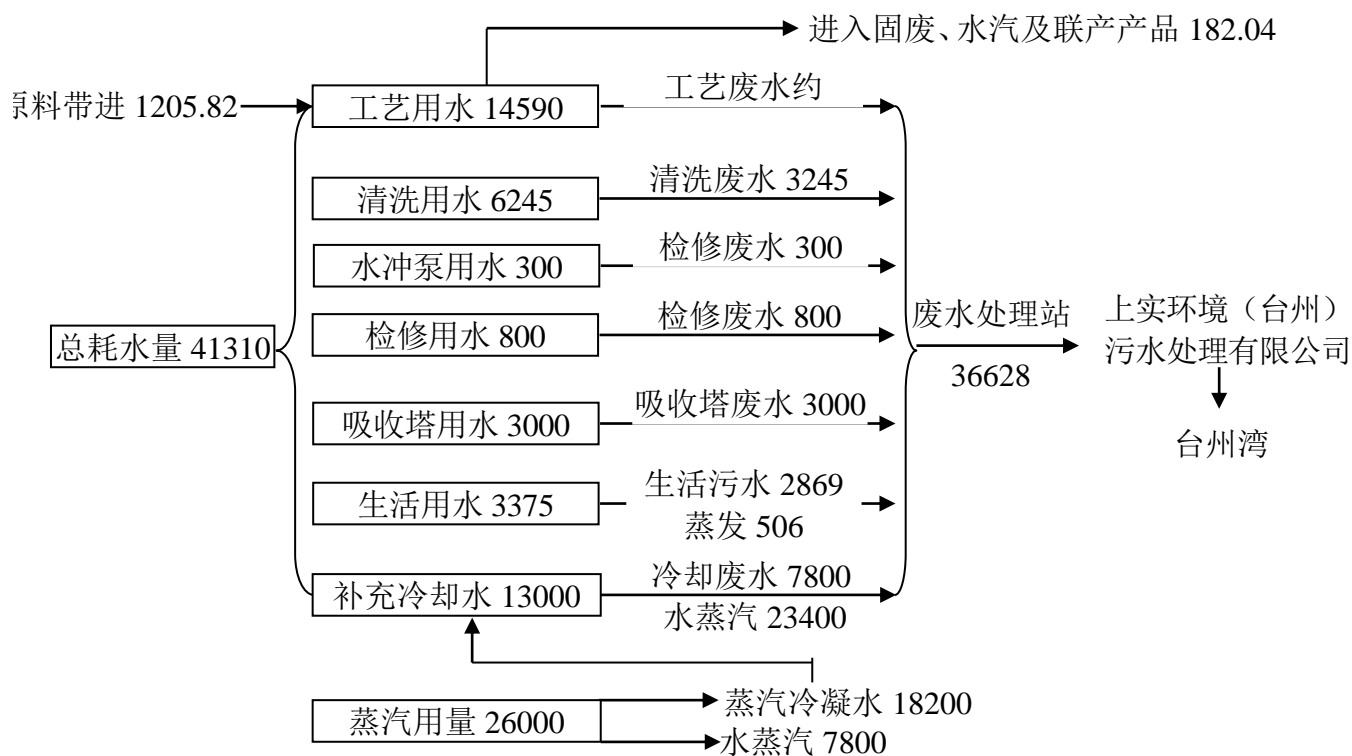 进入固废、水汽及联产产品 182.04
原料带进 1205.82
工艺用水 14590
工艺废水约
清洗用水 6245
清洗废水 3245
水冲泵用水 300
检修废水 300
检修用水 800
检修废水 800
总耗水量 41310
废水处理站
36628
上实环境（台州）
污水处理有限公司
台州湾
吸收塔用水 3000
吸收塔废水 3000
生活用水 3375
生活污水 2869
蒸发 506
补充冷却水 13000
冷却废水 7800
水蒸汽 23400
蒸汽用量 26000
蒸汽冷凝水 18200
水蒸汽 7800